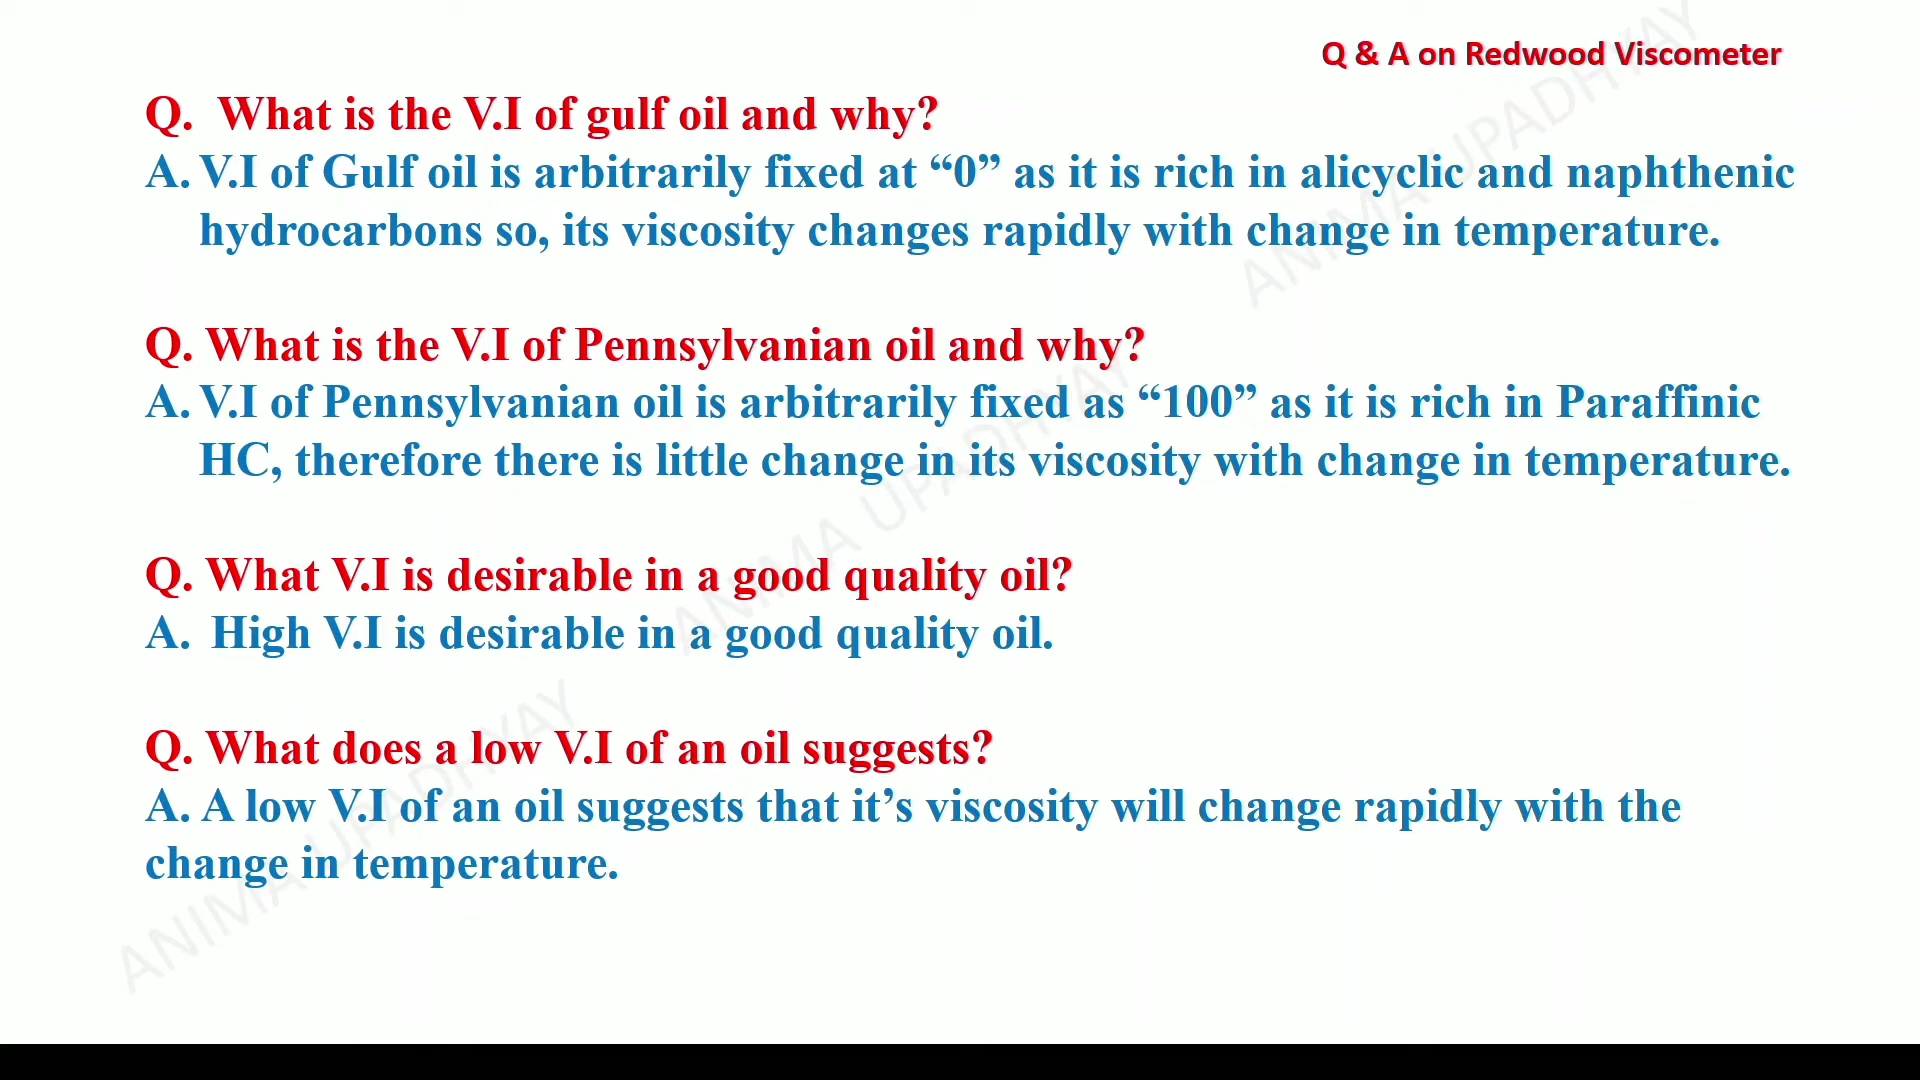 Q & A on Redwood Viscometer
Q. What is the V.I of gulf oil and why?
A. V.I of Gulf oil is arbitrarily fixed at “0” as it is rich in alicyclic and naphthenic
hydrocarbons so, its viscosity changes rapidly with change in temperature.
Q. What is the V.I of Pennsylvanian oil and why?
A. V.I of Pennsylvanian oil is arbitrarily fixed as “100” as it is rich in Paraffinic
HC, therefore there is little change in its viscosity with change in temperature.
Q. What V.I is desirable in a good quality oil?
A. High V.I is desirable in a good quality oil.
Q. What does a low V.I of an oil suggests?
A. A low V.I of an oil suggests that it’s viscosity will change rapidly with the
change in temperature.
ANIMA UPADHYAY
ANIMA UPADHYAY
ANIMA UPADHYAY